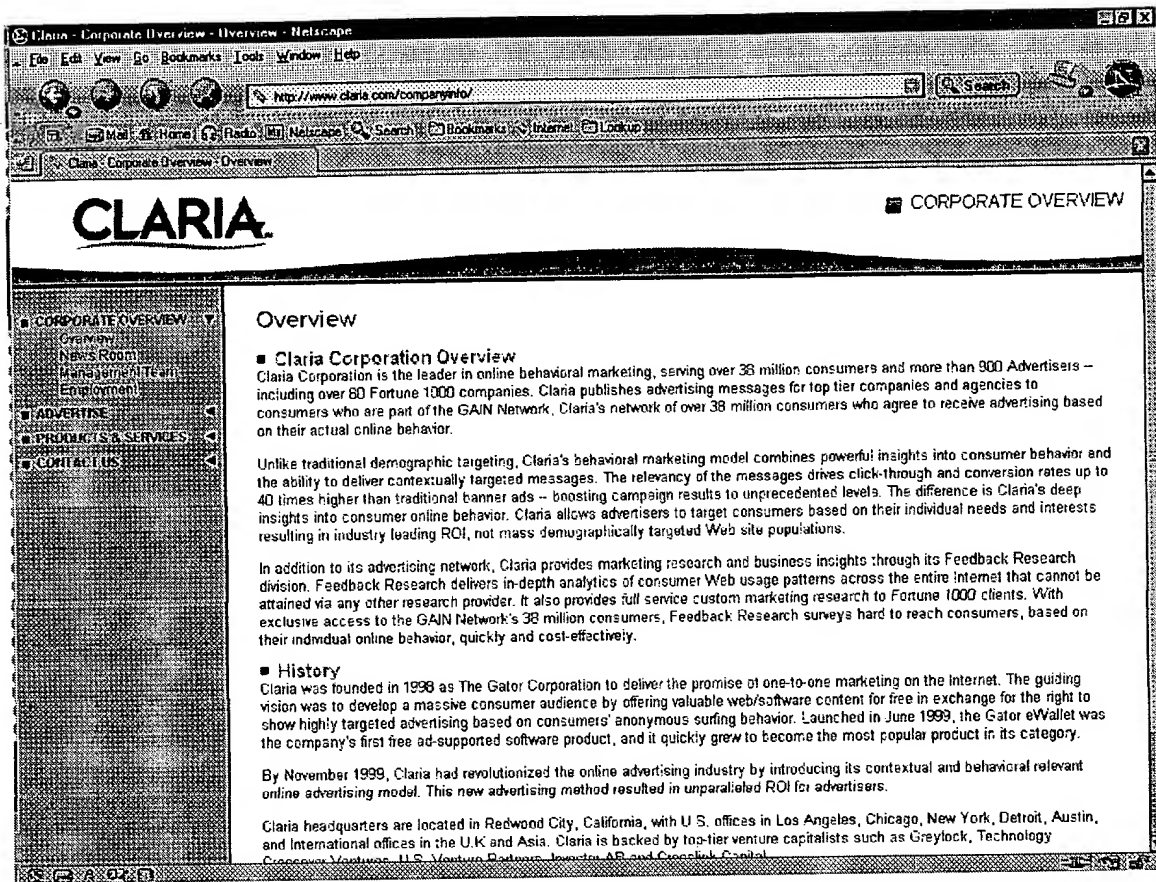 Claria - Corporate Overview - Overview - Netscape
File Edit View Go Bookmarks Tools Window Help
http://www.claria.com/companyinfo/
Search
Mail Home Radio Netscape Search Bookmarks Internet Lookup
Claria - Corporate Overview - Overview
CLARIA
CORPORATE OVERVIEW
CORPORATE OVERVIEW
Overview
News Room
Management Team
Employment
ADVERTISE
PRODUCTS & SERVICES
CONTACT US
Overview
Claria Corporation Overview
Claria Corporation is the leader in online behavioral marketing, serving over 38 million consumers and more than 900 Advertisers --
including over 80 Fortune 1000 companies. Claria publishes advertising messages for top tier companies and agencies to
consumers who are part of the GAIN Network, Claria's network of over 38 million consumers who agree to receive advertising based
on their actual online behavior.
Unlike traditional demographic targeting, Claria's behavioral marketing model combines powerful insights into consumer behavior and
the ability to deliver contextually targeted messages. The relevancy of the messages drives click-through and conversion rates up to
40 times higher than traditional banner ads -- boosting campaign results to unprecedented levels. The difference is Claria's deep
insights into consumer online behavior. Claria allows advertisers to target consumers based on their individual needs and interests
resulting in industry leading ROI, not mass demographically targeted Web site populations.
In addition to its advertising network, Claria provides marketing research and business insights through its Feedback Research
division. Feedback Research delivers in-depth analytics of consumer Web usage patterns across the entire Internet that cannot be
attained via any other research provider. It also provides full service custom marketing research to Fortune 1000 clients. With
exclusive access to the GAIN Network's 38 million consumers, Feedback Research surveys hard to reach consumers, based on
their individual online behavior, quickly and cost-effectively.
History
Claria was founded in 1998 as The Gator Corporation to deliver the promise of one-to-one marketing on the Internet. The guiding
vision was to develop a massive consumer audience by offering valuable web/software content for free in exchange for the right to
show highly targeted advertising based on consumers' anonymous surfing behavior. Launched in June 1999, the Gator eWallet was
the company's first free ad-supported software product, and it quickly grew to become the most popular product in its category.
By November 1999, Claria had revolutionized the online advertising industry by introducing its contextual and behavioral relevant
online advertising model. This new advertising method resulted in unparalleled ROI for advertisers.
Claria headquarters are located in Redwood City, California, with U.S. offices in Los Angeles, Chicago, New York, Detroit, Austin,
and International offices in the U.K and Asia. Claria is backed by top-tier venture capitalists such as Greylock, Technology
Crossover Ventures, U.S. Venture Partners, Investor AB and Crosslink Capital